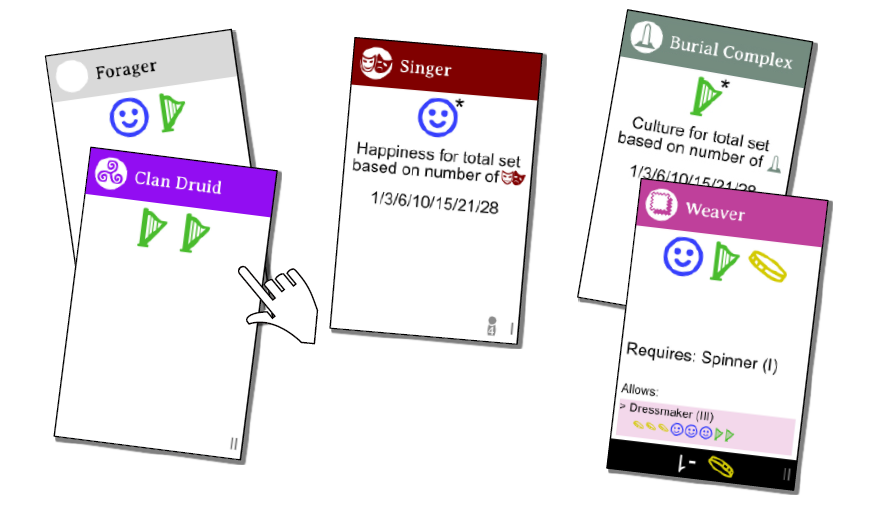 Forager
Clan Druid
II
Singer
*
Happiness for total set
based on number of
1/3/6/10/15/21/28
4 I
Burial Complex
*
Culture for total set
based on number of
1/3/6/10/15/21/28
Weaver
Requires: Spinner (I)
Allows:
> Dressmaker (III)
-1
II